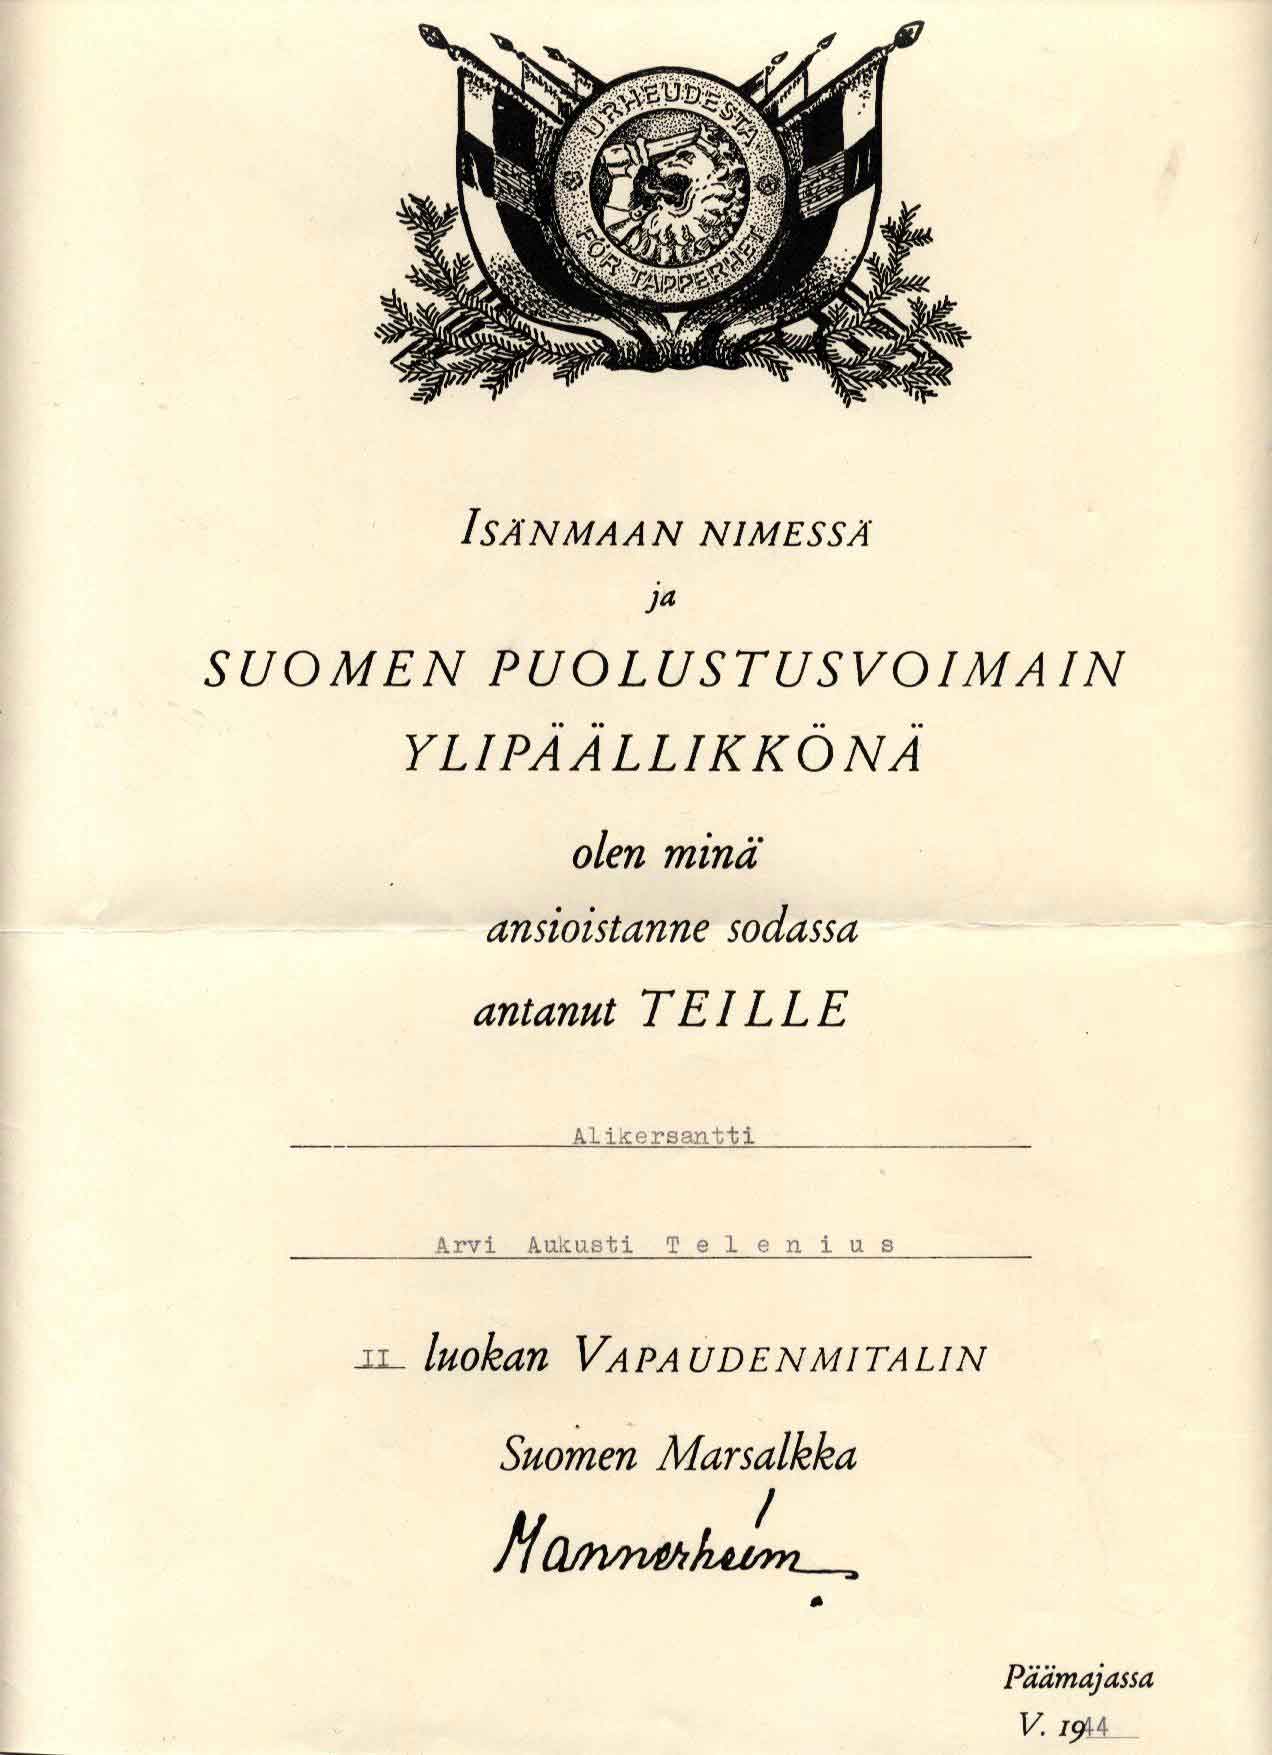 URHEUDESTA
FÖR TAPPERHET
ISÄNMAAN NIMESSÄ
ja
SUOMEN PUOLUSTUSVOIMAIN
YLIPÄÄLLIKKÖNÄ
olen minä
ansioistanne sodassa
antanut TEILLE
Alikersantti
Arvi Aukusti T e l e n i u s
II luokan VAPAUDENMITALIN
Suomen Marsalkka
Mannerheim
Päämajassa
V. 1944